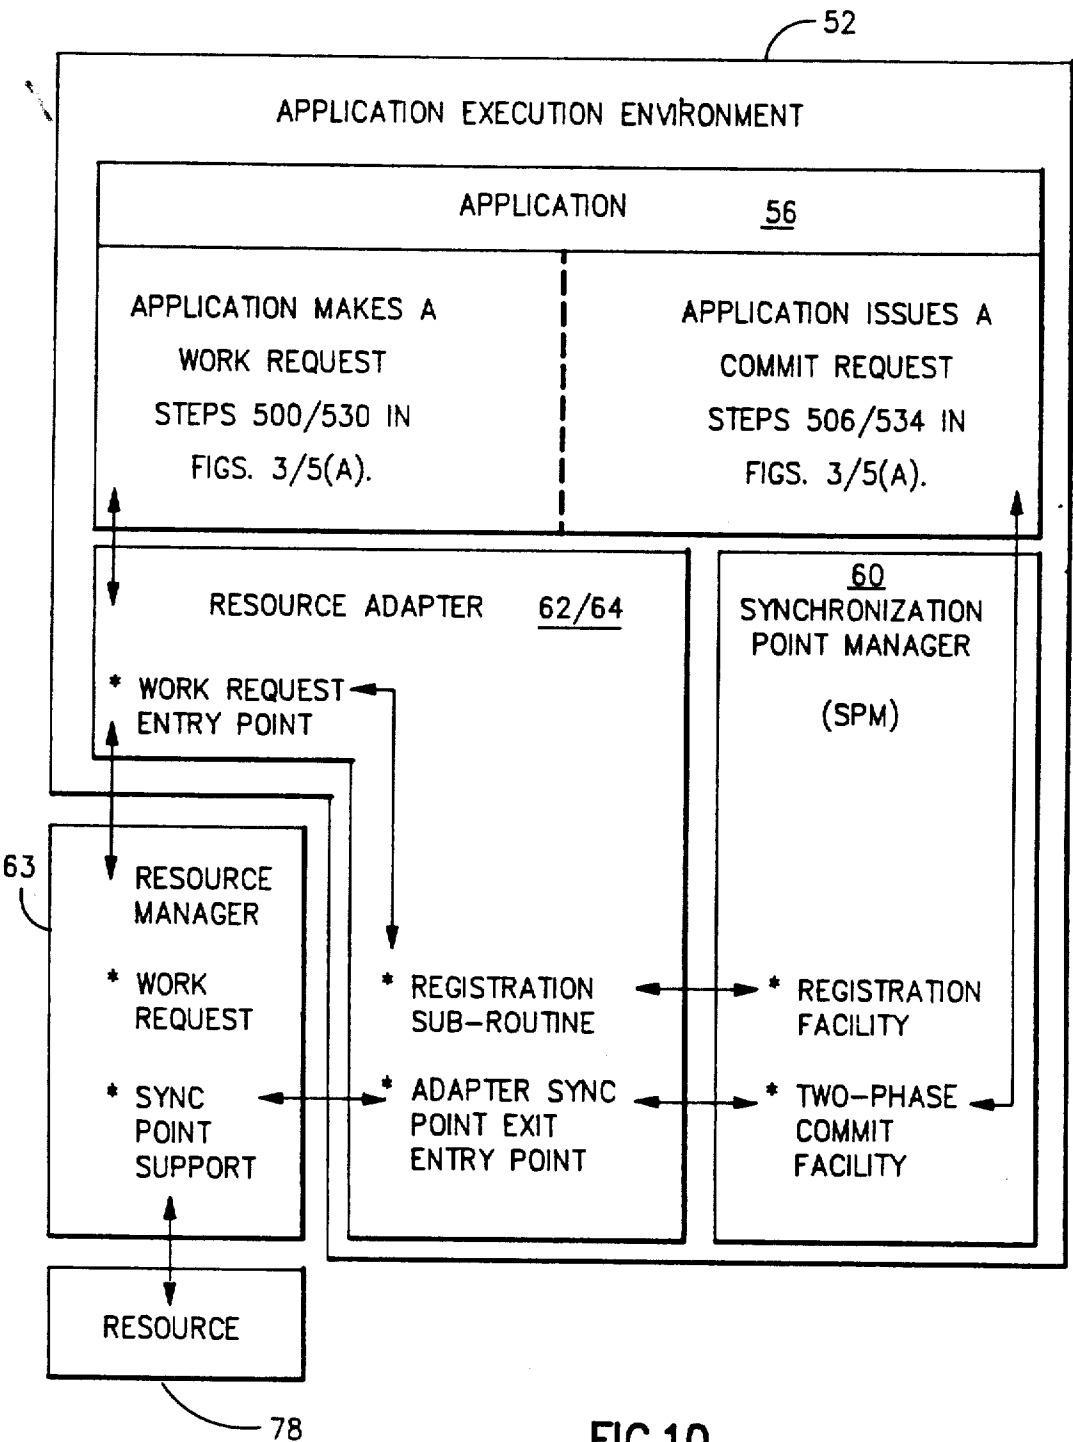 52
APPLICATION EXECUTION ENVIRONMENT
APPLICATION 56
APPLICATION MAKES A
WORK REQUEST
STEPS 500/530 IN
FIGS. 3/5(A).
APPLICATION ISSUES A
COMMIT REQUEST
STEPS 506/534 IN
FIGS. 3/5(A).
RESOURCE ADAPTER 62/64
* WORK REQUEST
ENTRY POINT
60
SYNCHRONIZATION
POINT MANAGER
(SPM)
63
RESOURCE
MANAGER
* WORK
REQUEST
* SYNC
POINT
SUPPORT
* REGISTRATION
SUB-ROUTINE
* ADAPTER SYNC
POINT EXIT
ENTRY POINT
* REGISTRATION
FACILITY
* TWO-PHASE
COMMIT
FACILITY
RESOURCE
78
FIG.10